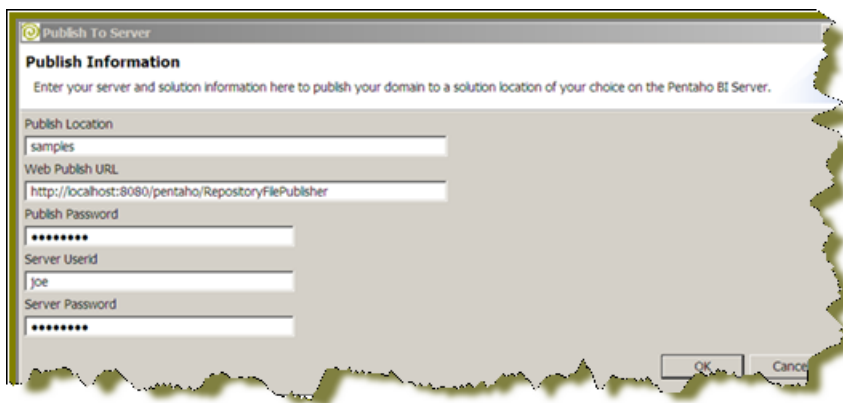 Publish To Server
Publish Information
Enter your server and solution information here to publish your domain to a solution location of your choice on the Pentaho BI Server.
Publish Location
samples
Web Publish URL
http://localhost:8080/pentaho/RepositoryFilePublisher
Publish Password
••••••••
Server Userid
joe
Server Password
••••••••
OK Cance